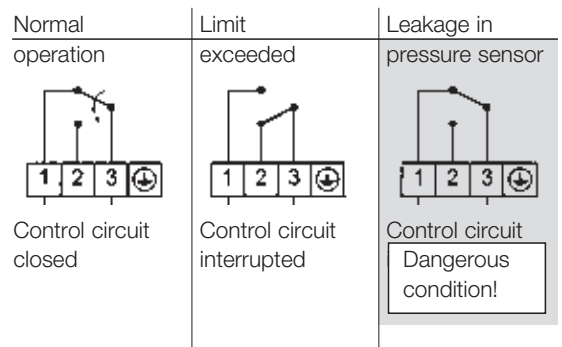 Normal
operation
1 2 3
Control circuit
closed
Limit
exceeded
1 2 3
Control circuit
interrupted
Leakage in
pressure sensor
1 2 3
Control circuit
Dangerous
condition!